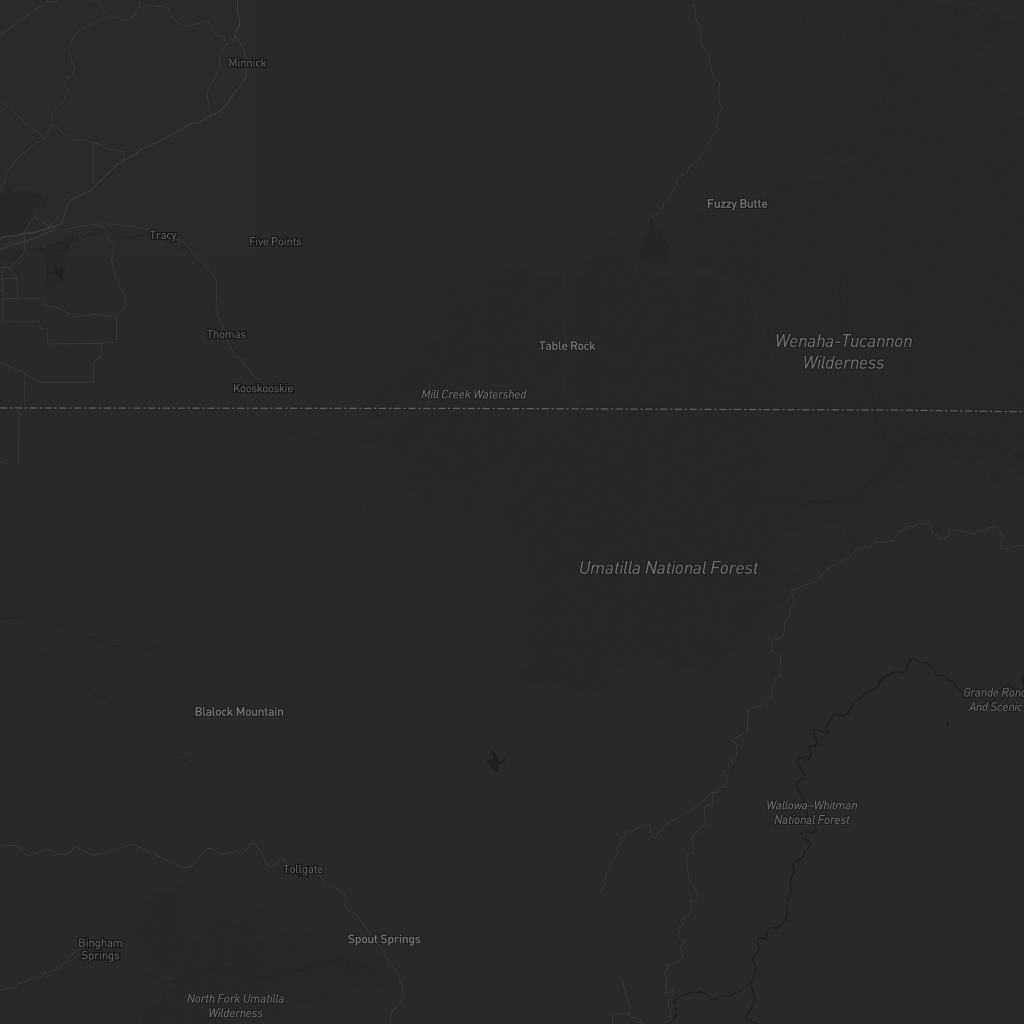 Minnick
Fuzzy Butte
Tracy
Five Points
Thomas
Table Rock
Wenaha-Tucannon
Wilderness
Kooskooskie
Mill Creek Watershed
Umatilla National Forest
Grande Rond
And Scenic
Blalock Mountain
Wallowa–Whitman
National Forest
Tollgate
Spout Springs
Bingham
Springs
North Fork Umatilla
Wilderness